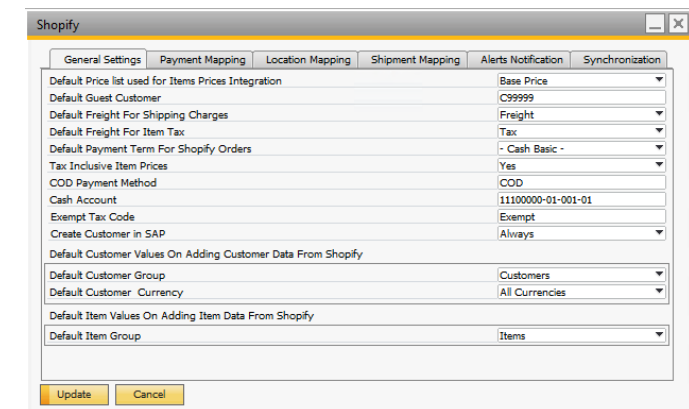 Shopify
General Settings Payment Mapping Location Mapping Shipment Mapping Alerts Notification Synchronization
Default Price list used for Items Prices Integration Base Price
Default Guest Customer C99999
Default Freight For Shipping Charges Freight
Default Freight For Item Tax Tax
Default Payment Term For Shopify Orders - Cash Basic -
Tax Inclusive Item Prices Yes
COD Payment Method COD
Cash Account 11100000-01-001-01
Exempt Tax Code Exempt
Create Customer in SAP Always
Default Customer Values On Adding Customer Data From Shopify
Default Customer Group Customers
Default Customer Currency All Currencies
Default Item Values On Adding Item Data From Shopify
Default Item Group Items
Update Cancel